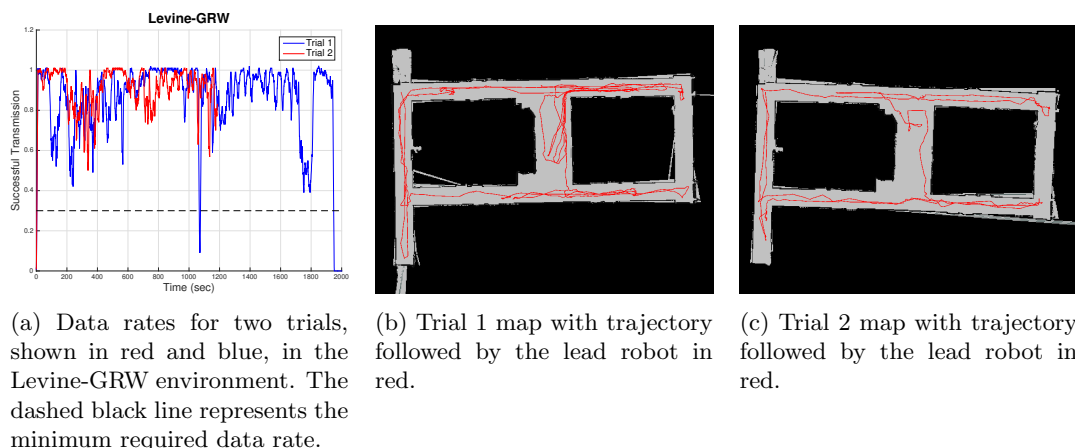 Levine-GRW
1.2
1
0.8
0.6
0.4
0.2
0
Successful Transmission
Trial 1
Trial 2
0 200 400 600 800 1000 1200 1400 1600 1800 2000
Time (sec)
(a) Data rates for two trials,
shown in red and blue, in the
Levine-GRW environment. The
dashed black line represents the
minimum required data rate.
(b) Trial 1 map with trajectory
followed by the lead robot in
red.
(c) Trial 2 map with trajectory
followed by the lead robot in
red.